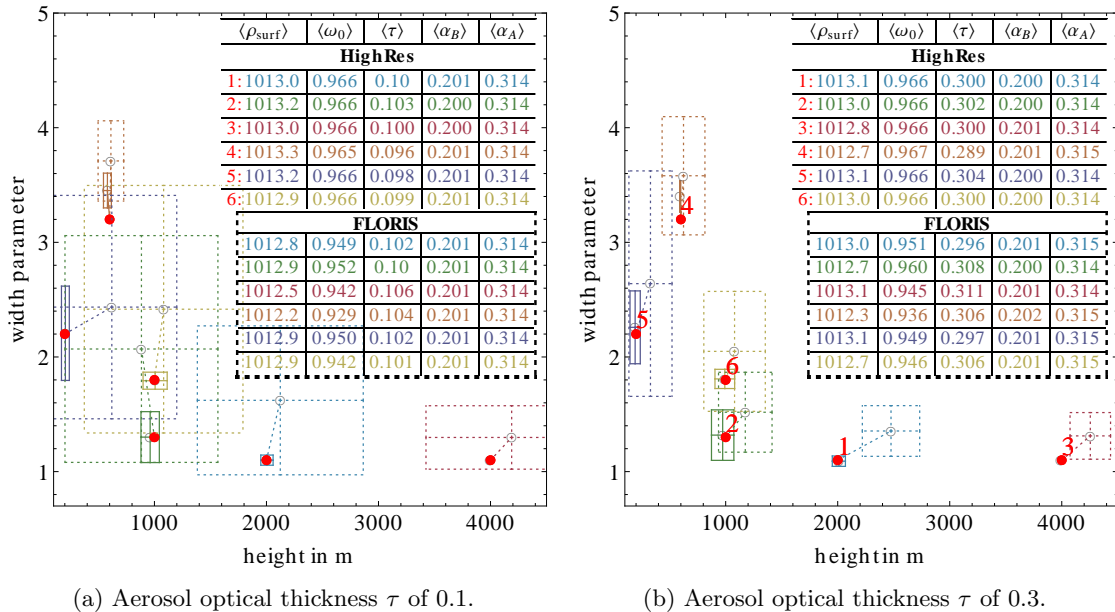 ⟨ρsurf⟩ ⟨ω0⟩ ⟨τ⟩ ⟨αB⟩ ⟨αA⟩
HighRes
1: 1013.0 0.966 0.10 0.201 0.314
2: 1013.2 0.966 0.103 0.200 0.314
3: 1013.0 0.966 0.100 0.200 0.314
4: 1013.3 0.965 0.096 0.201 0.314
5: 1013.2 0.966 0.098 0.201 0.314
6: 1012.9 0.966 0.099 0.201 0.314
FLORIS
1012.8 0.949 0.102 0.201 0.314
1012.9 0.952 0.10 0.201 0.314
1012.5 0.942 0.106 0.201 0.314
1012.2 0.929 0.104 0.201 0.314
1012.9 0.950 0.102 0.201 0.314
1012.9 0.942 0.101 0.201 0.314
5
4
3
2
1
width parameter
1000 2000 3000 4000
height in m
(a) Aerosol optical thickness τ of 0.1.
⟨ρsurf⟩ ⟨ω0⟩ ⟨τ⟩ ⟨αB⟩ ⟨αA⟩
HighRes
1: 1013.1 0.966 0.300 0.200 0.314
2: 1013.0 0.966 0.302 0.200 0.314
3: 1012.8 0.966 0.300 0.201 0.314
4: 1012.7 0.967 0.289 0.201 0.315
5: 1013.1 0.966 0.304 0.200 0.314
6: 1013.0 0.966 0.300 0.200 0.314
FLORIS
1013.0 0.951 0.296 0.201 0.315
1012.7 0.960 0.308 0.200 0.314
1013.1 0.945 0.311 0.201 0.314
1012.3 0.936 0.306 0.202 0.315
1013.1 0.949 0.297 0.201 0.315
1012.7 0.946 0.306 0.201 0.315
4
5
6
2
1
3
5
4
3
2
1
width parameter
1000 2000 3000 4000
height in m
(b) Aerosol optical thickness τ of 0.3.